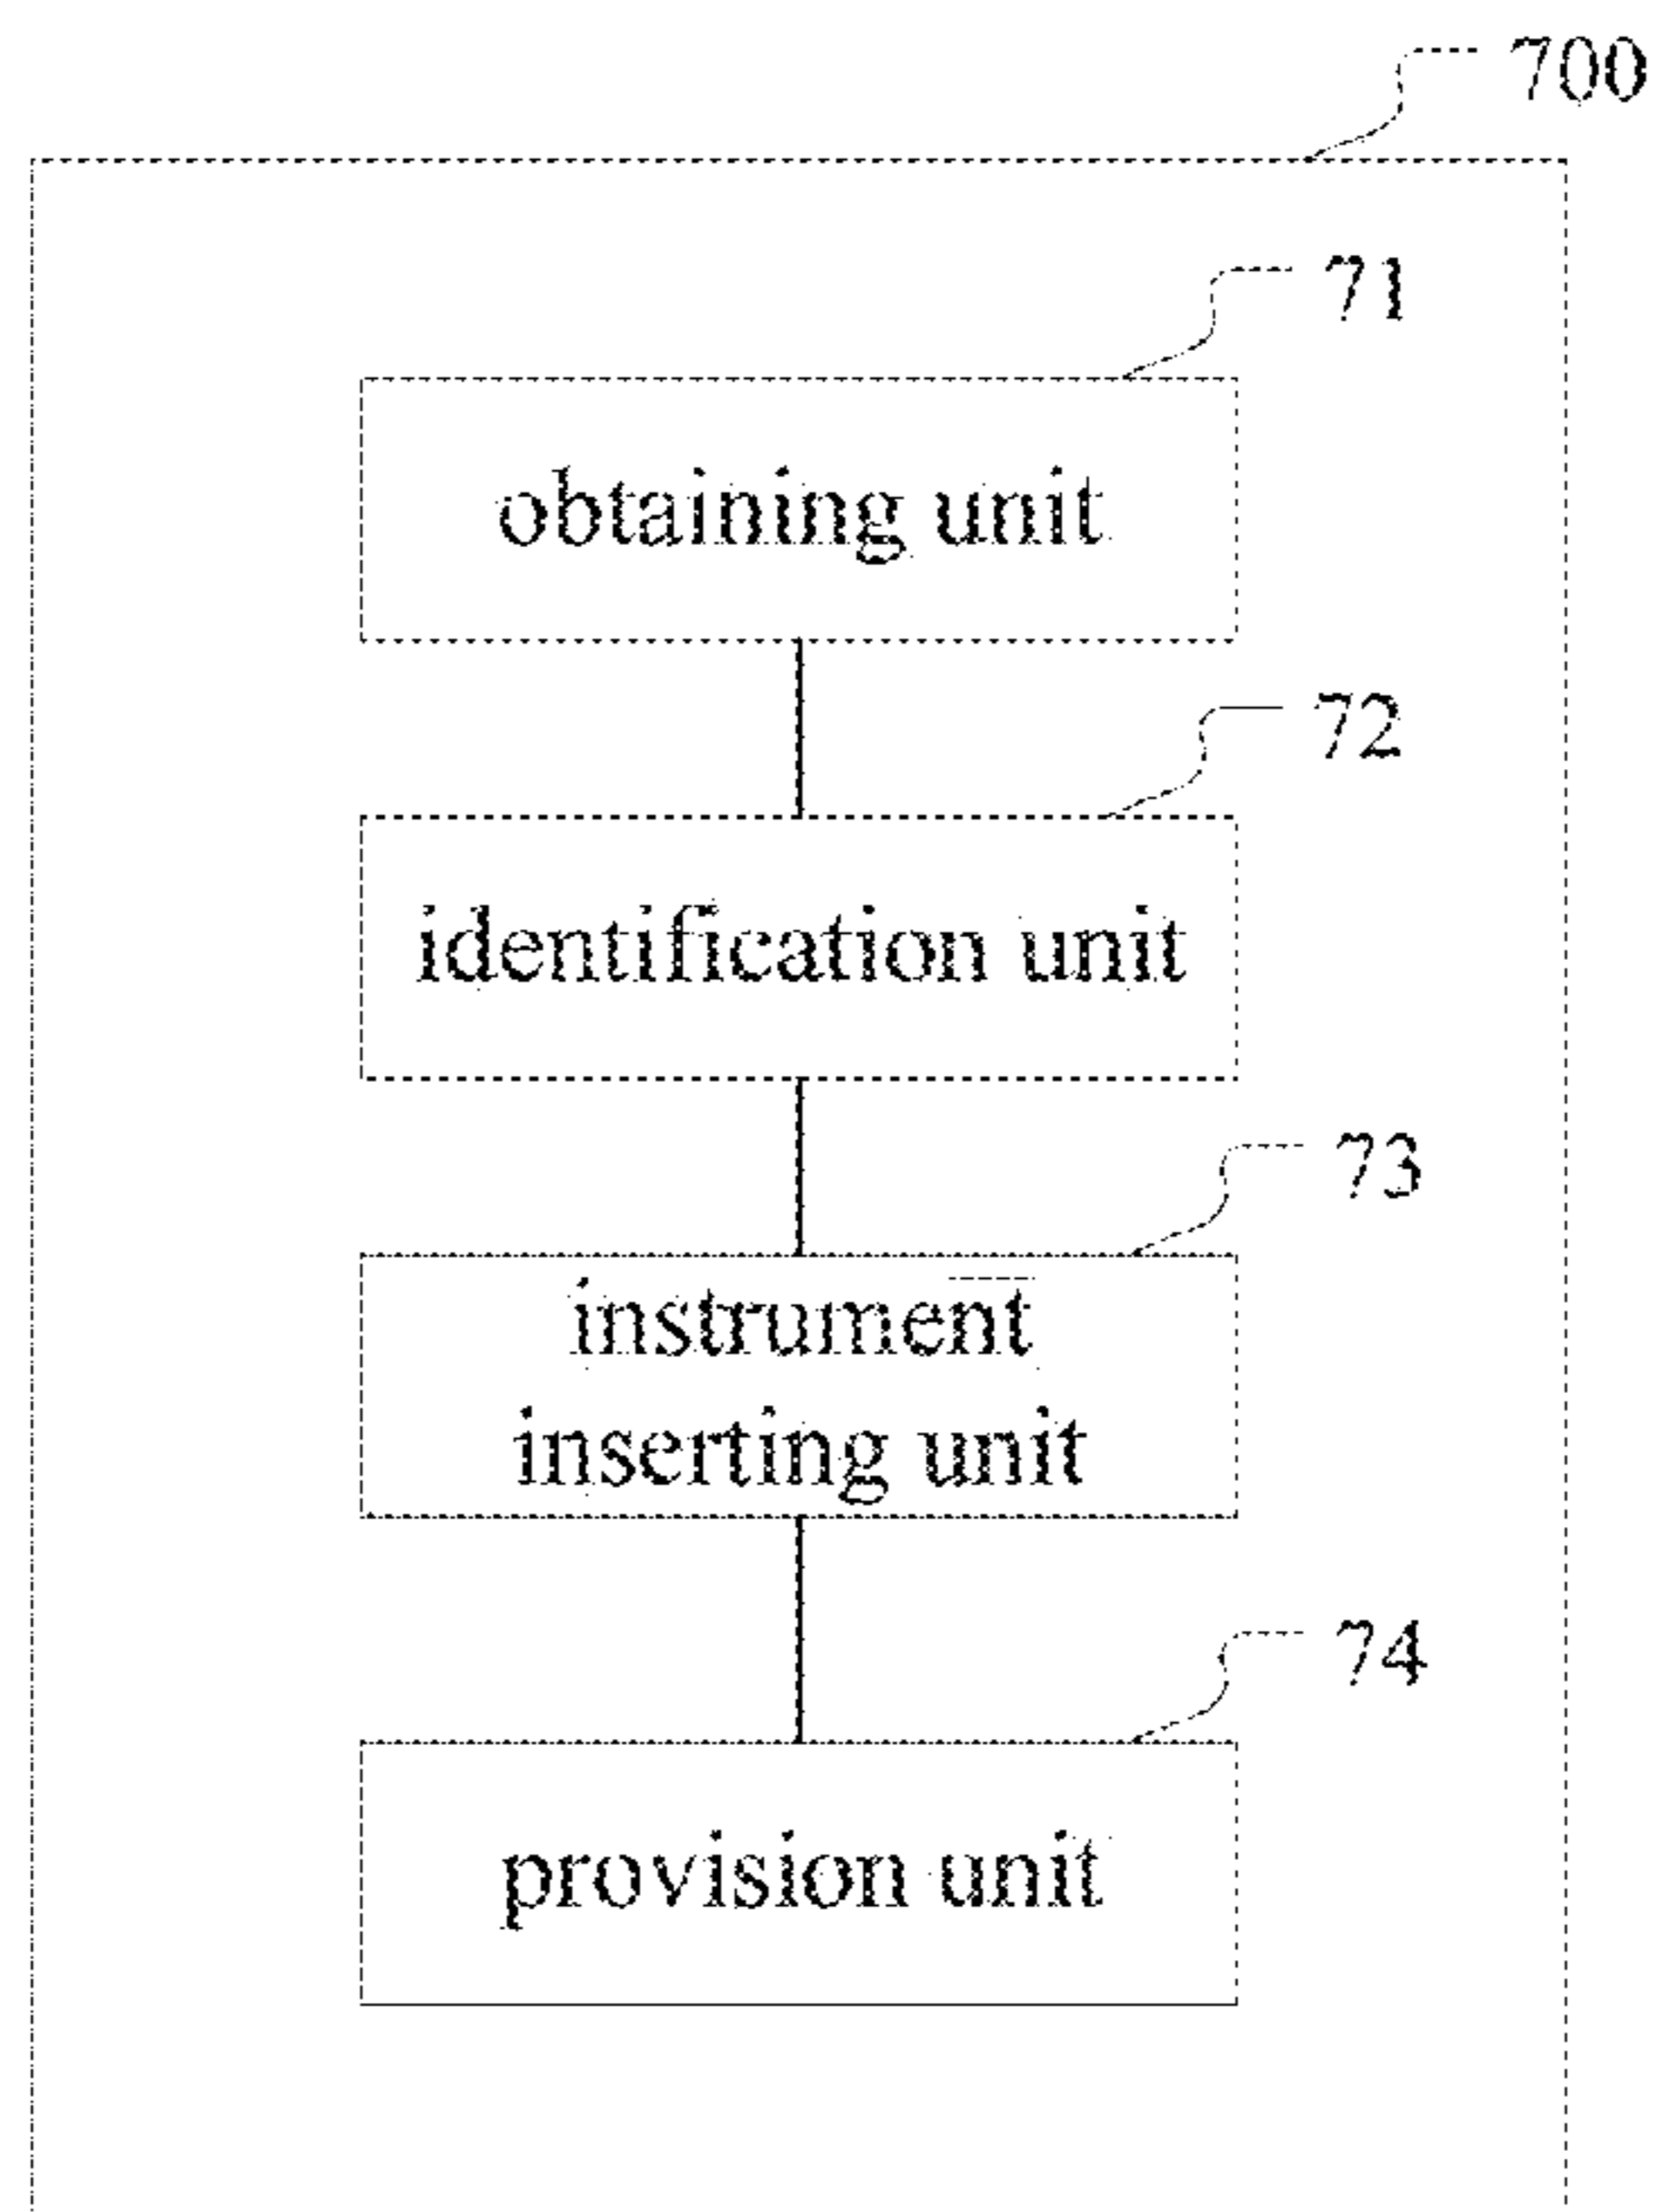 700
71
obtaining unit
72
identification unit
73
instrument
inserting unit
74
provision unit